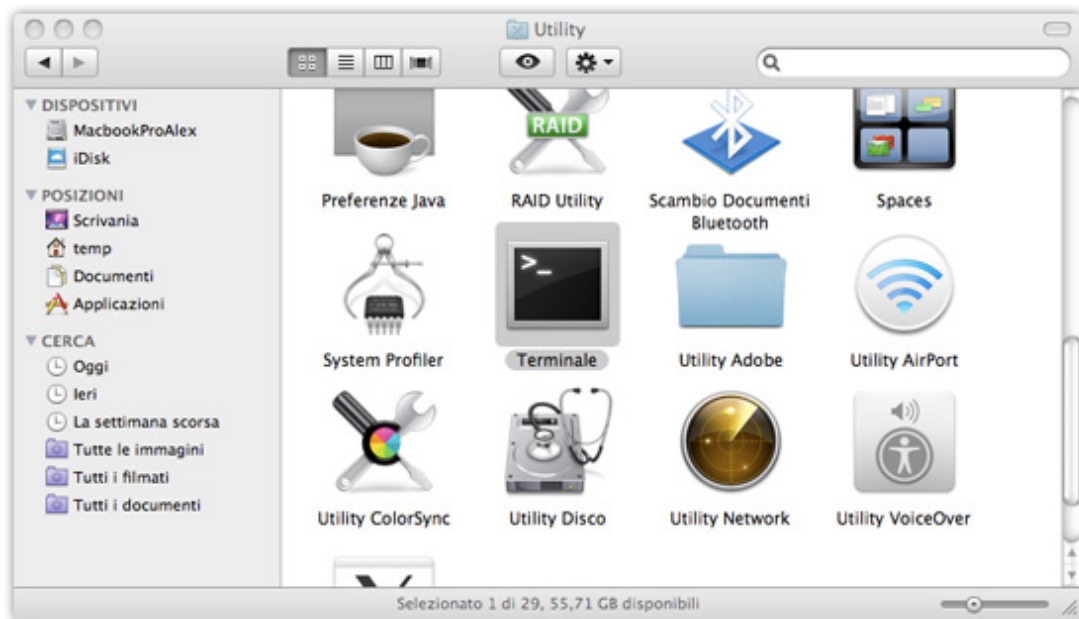 Utility
DISPOSITIVI
MacbookProAlex
iDisk
POSIZIONI
Scrivania
temp
Documenti
Applicazioni
CERCA
Oggi
Ieri
La settimana scorsa
Tutte le immagini
Tutti i filmati
Tutti i documenti
RAID
Preferenze Java
RAID Utility
Scambio Documenti
Bluetooth
Spaces
>_
System Profiler
Terminale
Utility Adobe
Utility AirPort
Utility ColorSync
Utility Disco
Utility Network
Utility VoiceOver
Selezionato 1 di 29, 55,71 GB disponibili